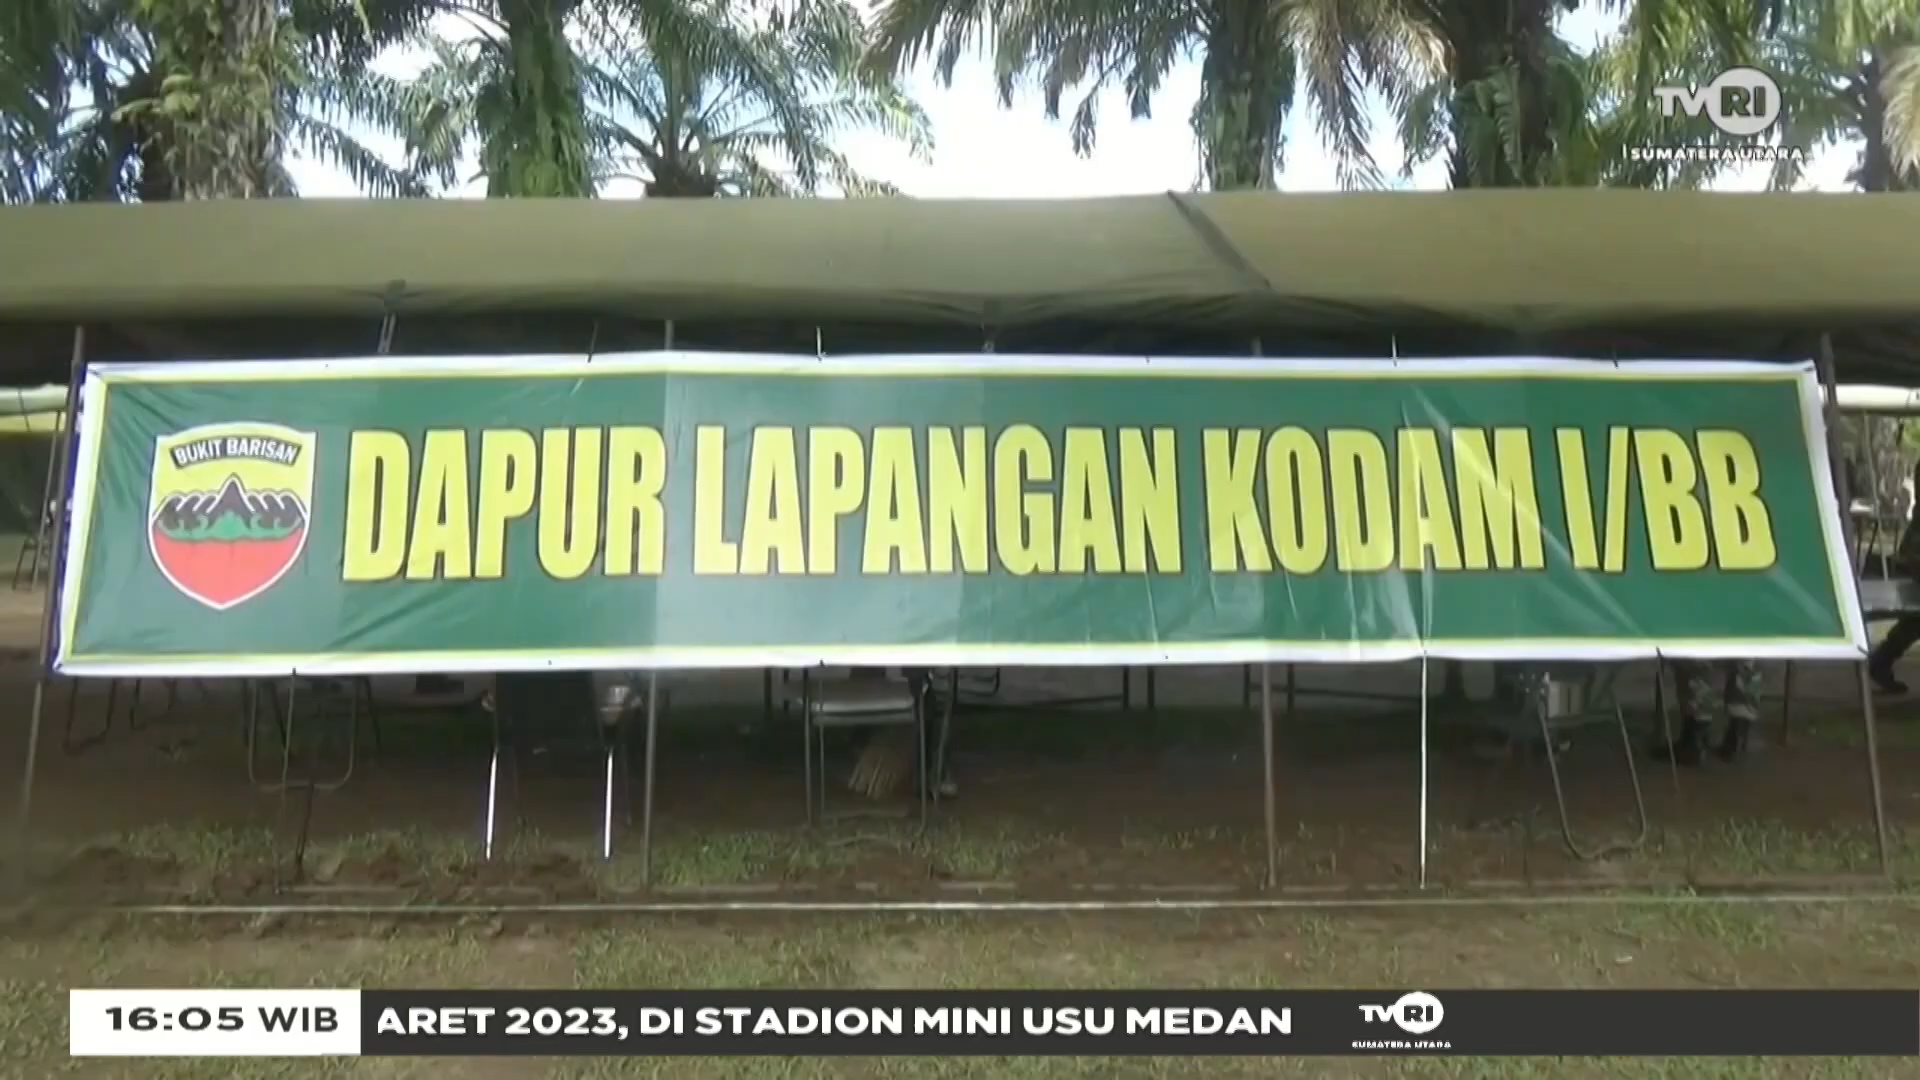 TVRI
SUMATERA UTARA
BUKIT BARISAN
DAPUR LAPANGAN KODAM I/BB
16:05 WIB
ARET 2023, DI STADION MINI USU MEDAN
TVRI
SUMATERA UTARA